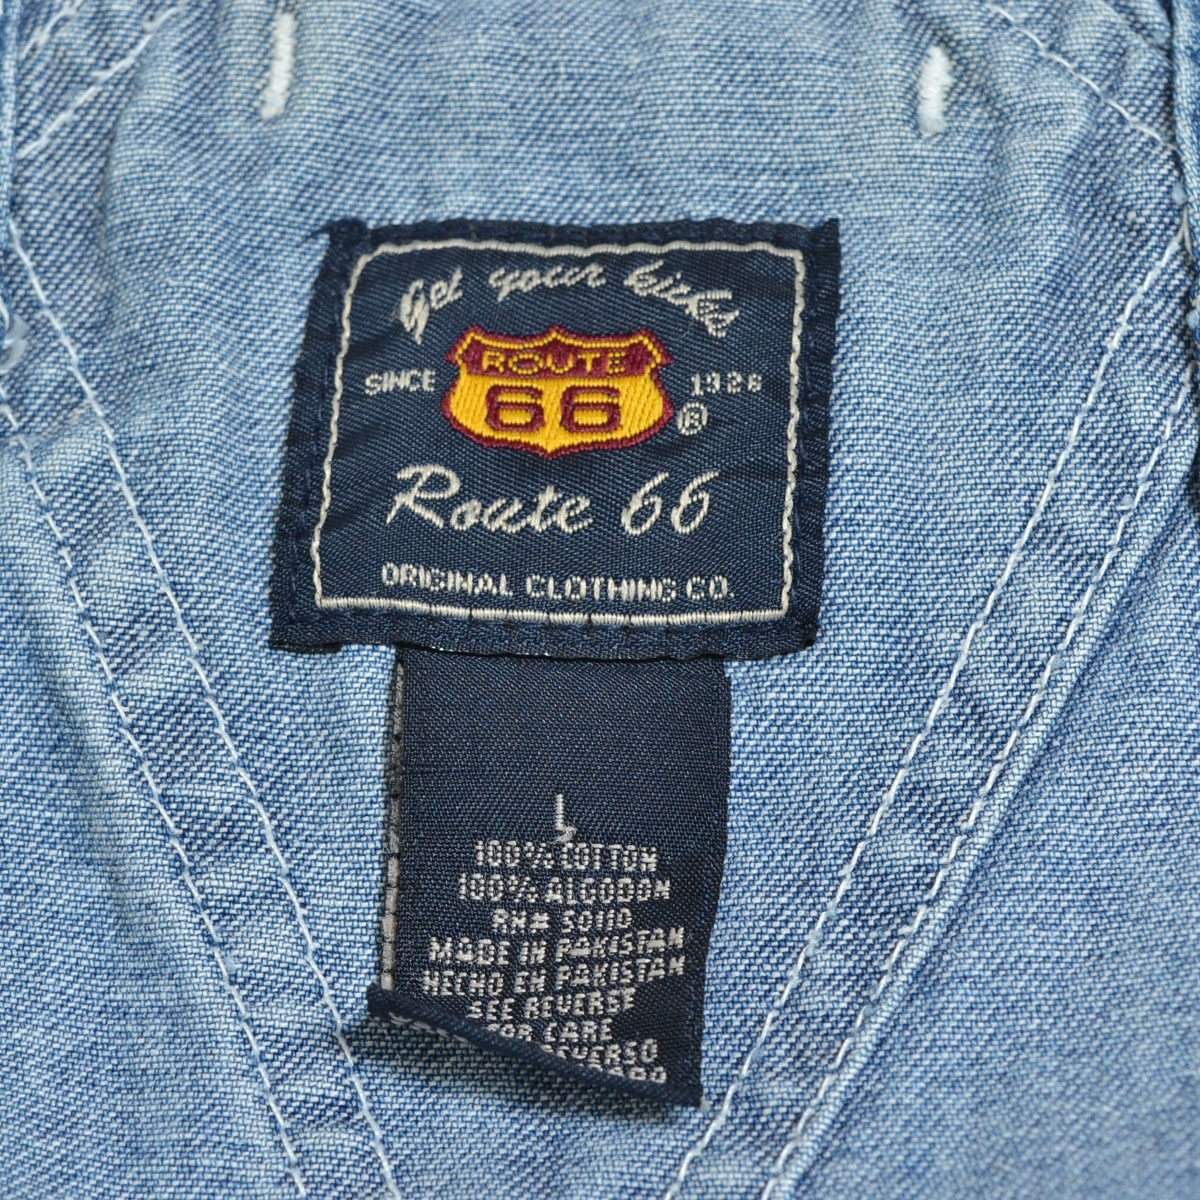 Get your kicks
ROUTE
SINCE 66 1926 ®
Route 66
ORIGINAL CLOTHING CO.
L
100% COTTON
100% ALGODON
RN# 50110
MADE IN PAKISTAN
HECHO EN PAKISTAN
SEE REVERSE
FOR CARE
REVERSO